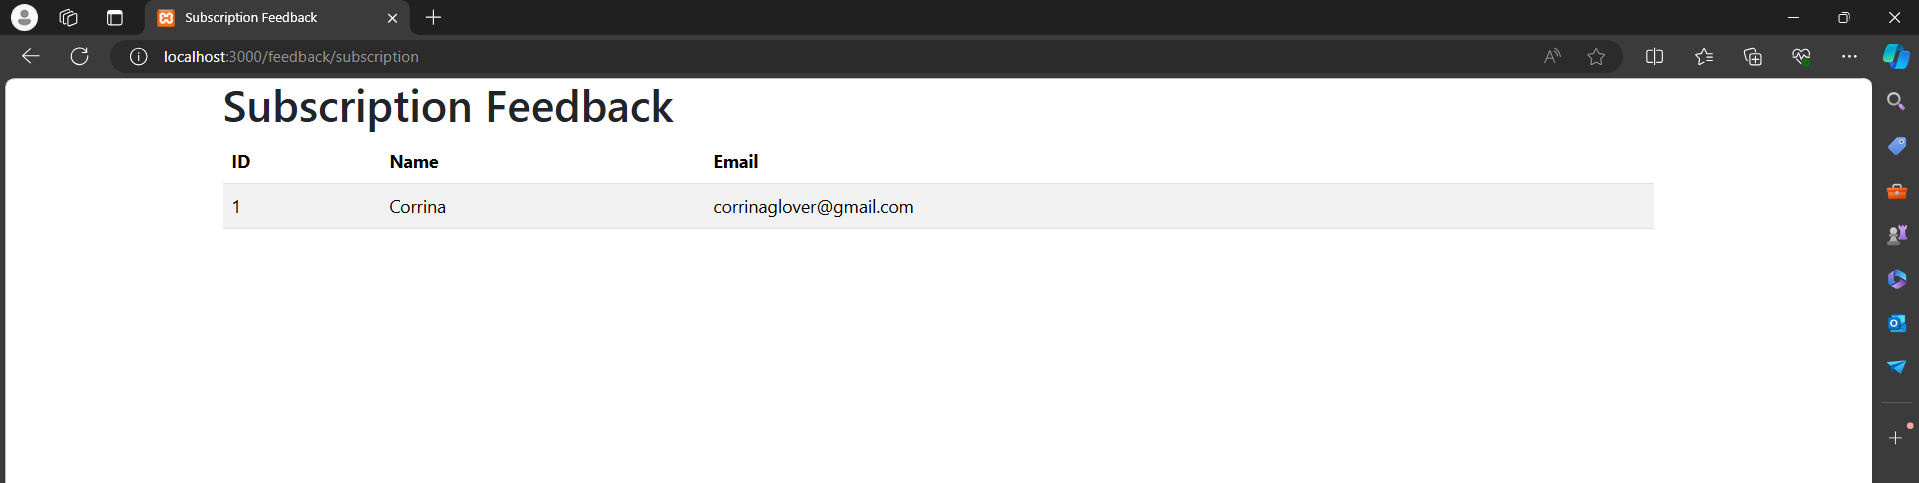 Subscription Feedback
localhost:3000/feedback/subscription
Subscription Feedback
ID Name Email
1 Corrina corrinaglover@gmail.com